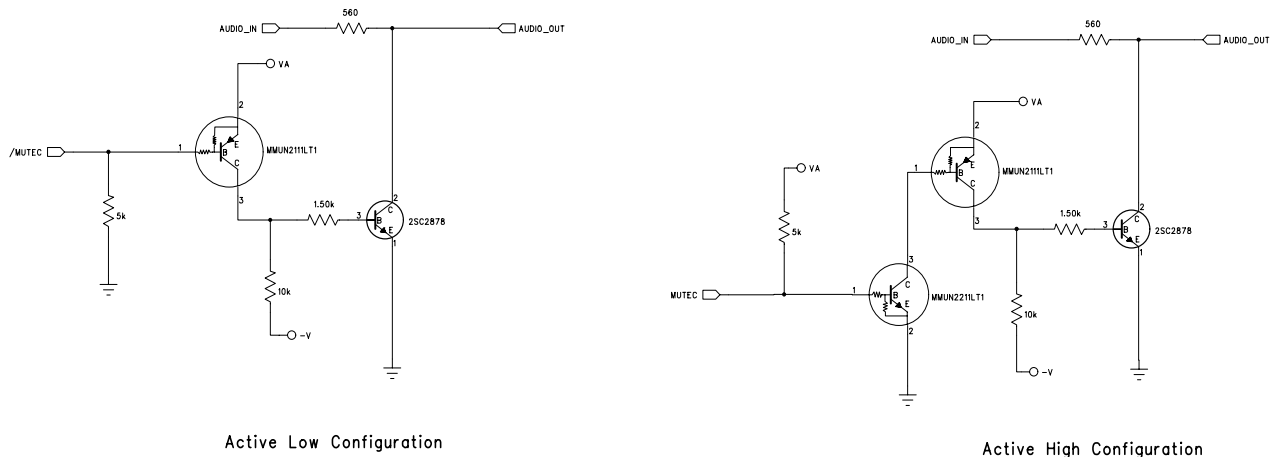 560
AUDIO_IN
AUDIO_OUT
VA
2
E
1
B
MMUN2111LT1
/MUTEC
C
3
5k
1.50k
3
2
C
B
2SC2878
E
1
10k
-V
Active Low Configuration
560
AUDIO_IN
AUDIO_OUT
VA
2
E
1
B
MMUN2111LT1
C
3
VA
5k
1.50k
3
2
C
B
2SC2878
E
1
3
C
MUTEC
1
B
MMUN2211LT1
E
2
10k
-V
Active High Configuration